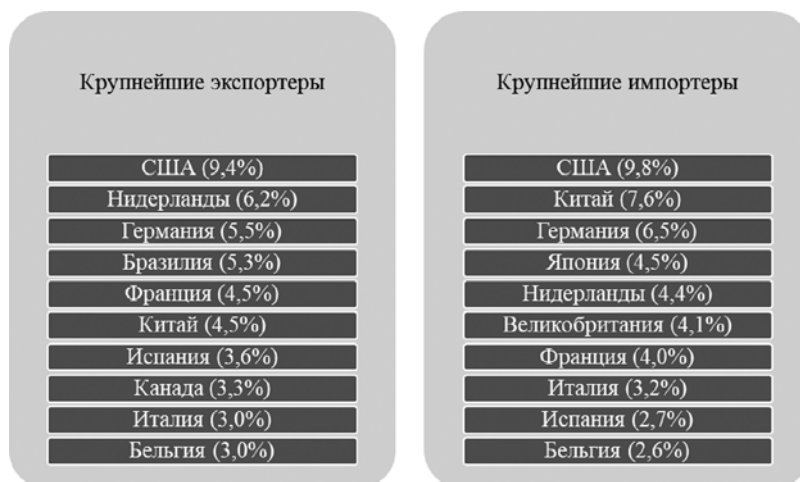 Крупнейшие экспортеры
США (9,4%)
Нидерланды (6,2%)
Германия (5,5%)
Бразилия (5,3%)
Франция (4,5%)
Китай (4,5%)
Испания (3,6%)
Канада (3,3%)
Италия (3,0%)
Бельгия (3,0%)
Крупнейшие импортеры
США (9,8%)
Китай (7,6%)
Германия (6,5%)
Япония (4,5%)
Нидерланды (4,4%)
Великобритания (4,1%)
Франция (4,0%)
Италия (3,2%)
Испания (2,7%)
Бельгия (2,6%)